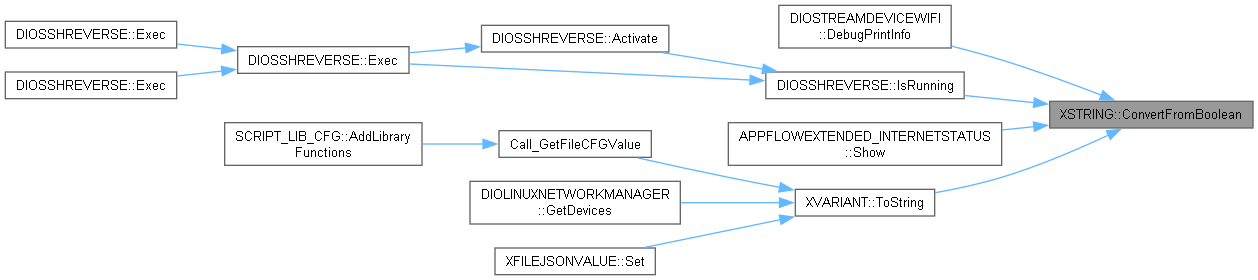 DIOSTREAMDEVICEWIFI
::DebugPrintInfo
DIOSSHREVERSE::Exec
DIOSSHREVERSE::Activate
DIOSSHREVERSE::Exec
DIOSSHREVERSE::Exec
DIOSSHREVERSE::IsRunning
XSTRING::ConvertFromBoolean
SCRIPT_LIB_CFG::AddLibrary
Functions
Call_GetFileCFGValue
APPFLOWEXTENDED_INTERNETSTATUS
::Show
DIOLINUXNETWORKMANAGER
::GetDevices
XVARIANT::ToString
XFILEJSONVALUE::Set